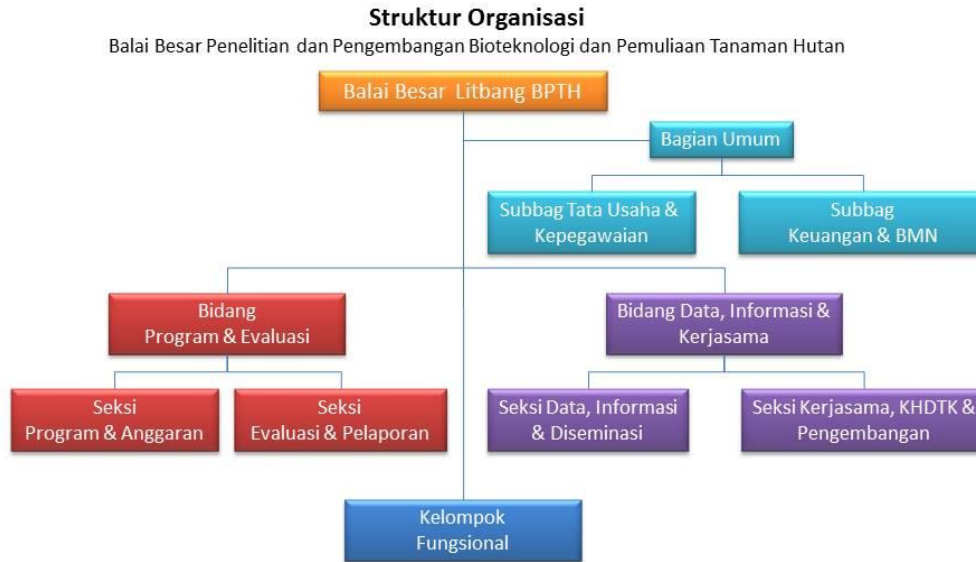 Struktur Organisasi
Balai Besar Penelitian dan Pengembangan Bioteknologi dan Pemuliaan Tanaman Hutan
Balai Besar Litbang BPTH
Bagian Umum
Subbag Tata Usaha &
Kepegawaian
Subbag
Keuangan & BMN
Bidang
Program & Evaluasi
Bidang Data, Informasi &
Kerjasama
Seksi
Program & Anggaran
Seksi
Evaluasi & Pelaporan
Seksi Data, Informasi
& Diseminasi
Seksi Kerjasama, KHDTK &
Pengembangan
Kelompok
Fungsional